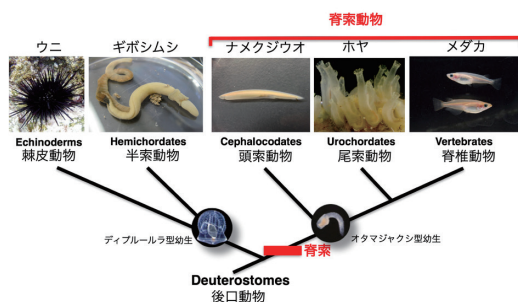 脊索動物
ウニ
ギボシムシ
ナメクジウオ
ホヤ
メダカ
Echinoderms
棘皮動物
Hemichordates
半索動物
Cephalocodates
頭索動物
Urochordates
尾索動物
Vertebrates
脊椎動物
ディプルールラ型幼生
オタマジャクシ型幼生
脊索
Deuterostomes
後口動物